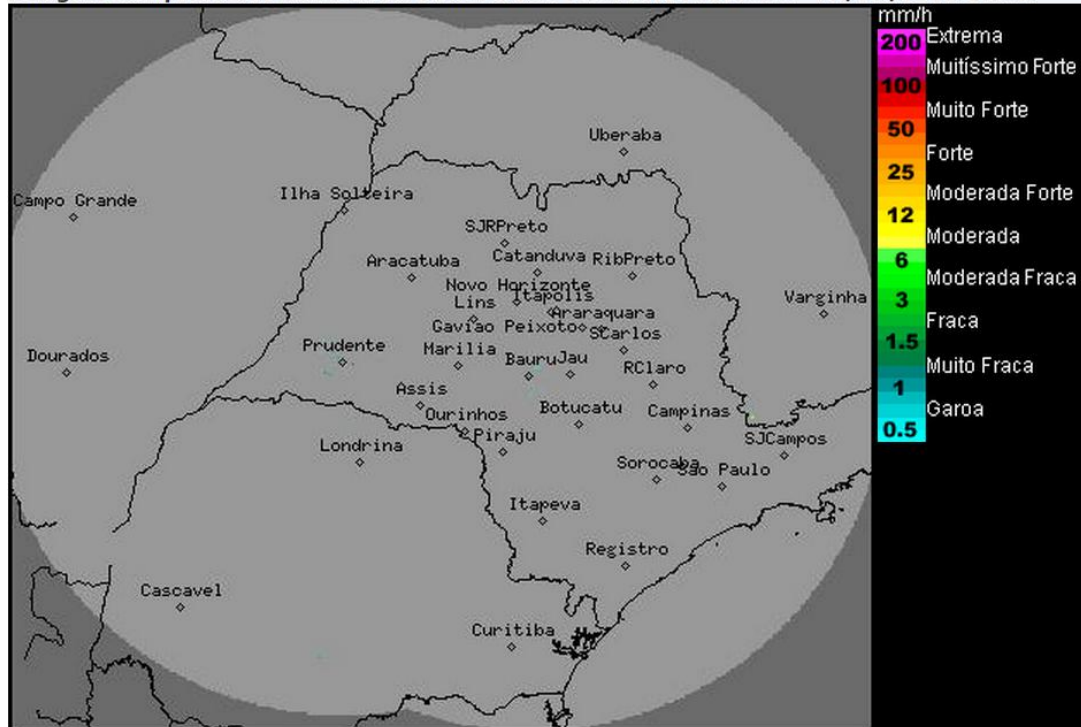 mm/h
200 Extrema
Muitíssimo Forte
100
Muito Forte
50
Forte
25
Moderada Forte
12
Moderada
6
Moderada Fraca
3
Fraca
1.5
Muito Fraca
1
Garoa
0.5
Uberaba
Campo Grande
Ilha Solteira
SJRPreto
Aracatuba
Catanduva
RibPreto
Novo Horizonte
Itapolis
Lins
Araraquara
Varginha
Gaviao Peixoto
SCarlos
Prudente
Marilia
Dourados
Bauru
Jau
RClaro
Assis
Ourinhos
Botucatu
Campinas
Piraju
SJCampos
Londrina
Sorocaba
Sao Paulo
Itapeva
Registro
Cascavel
Curitiba